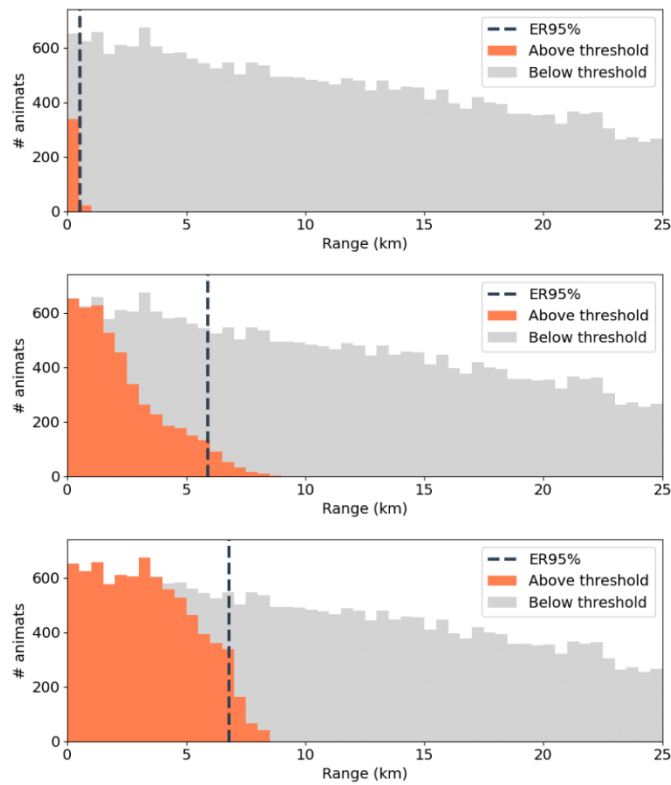 600
400
200
0
# animats
ER95%
Above threshold
Below threshold
0 5 10 15 20 25
Range (km)
600
400
200
0
# animats
ER95%
Above threshold
Below threshold
0 5 10 15 20 25
Range (km)
600
400
200
0
# animats
ER95%
Above threshold
Below threshold
0 5 10 15 20 25
Range (km)